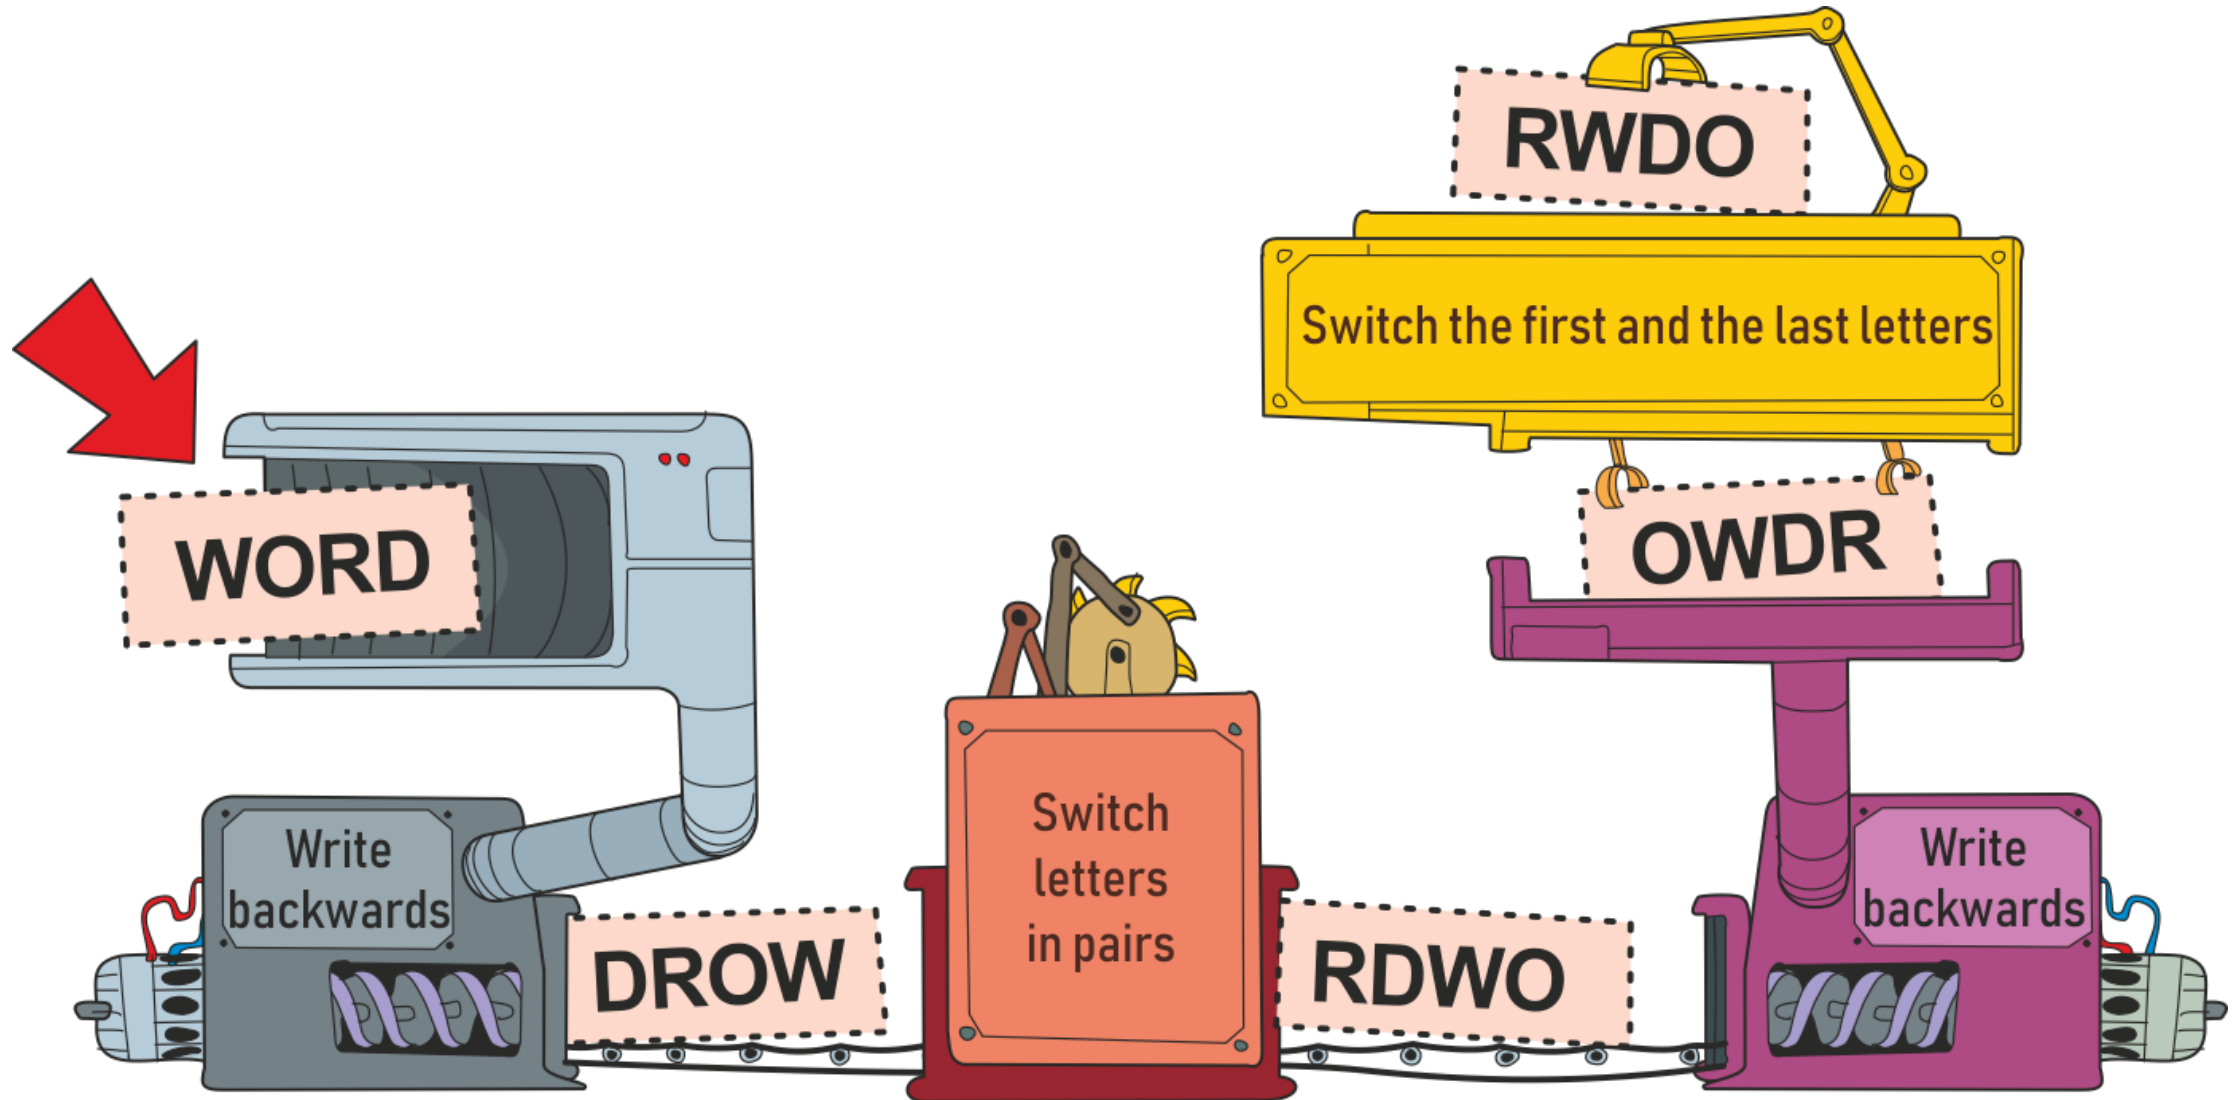 WORD
Write
backwards
DROW
Switch
letters
in pairs
RDWO
Write
backwards
OWDR
Switch the first and the last letters
RWDO